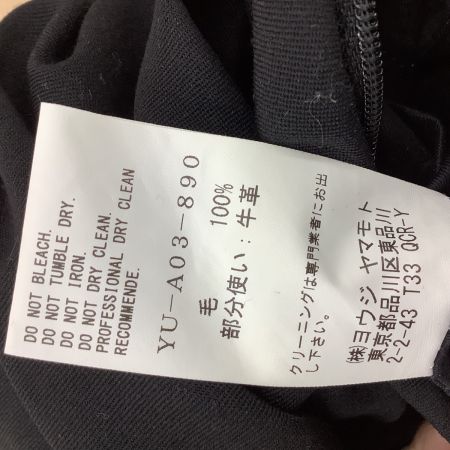 DO NOT BLEACH.
DO NOT TUMBLE DRY.
DO NOT IRON.
DO NOT DRY CLEAN.
PROFESSIONAL DRY CLEAN
RECOMMENDE.
YU-A03-890
毛 100%
部分使い:牛革
クリーニングは専門業者にお出
し下さい。
㈱ヨウジ ヤマモト
東京都品川区東品川
2-2-43 T33 QCR-Y